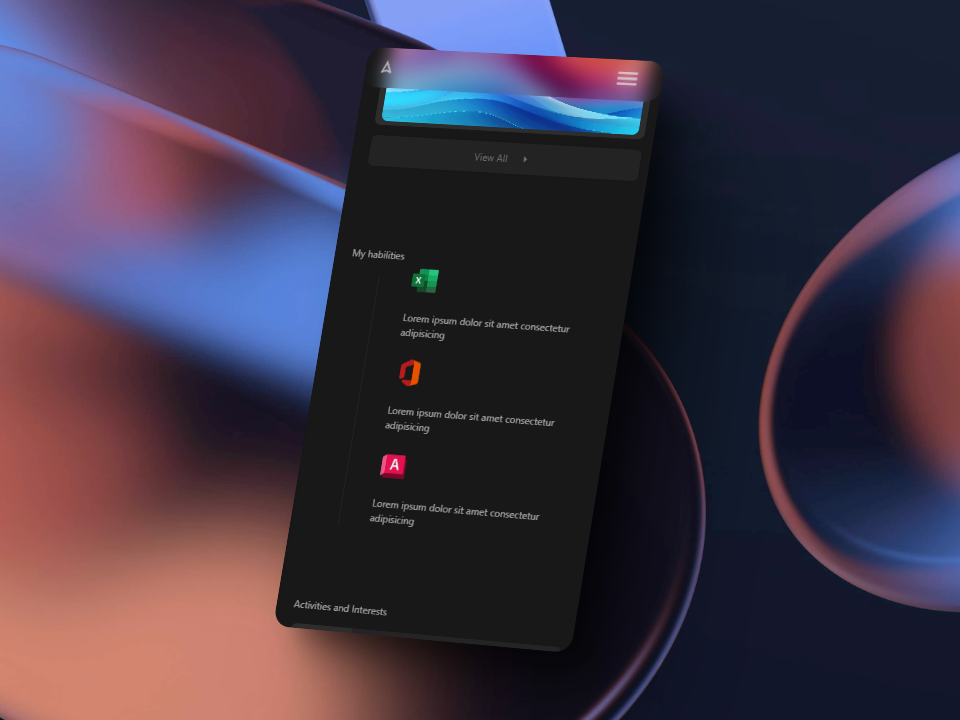 View All
My habilities
X
Lorem ipsum dolor sit amet consectetur
adipisicing
Lorem ipsum dolor sit amet consectetur
adipisicing
A
Lorem ipsum dolor sit amet consectetur
adipisicing
Activities and Interests